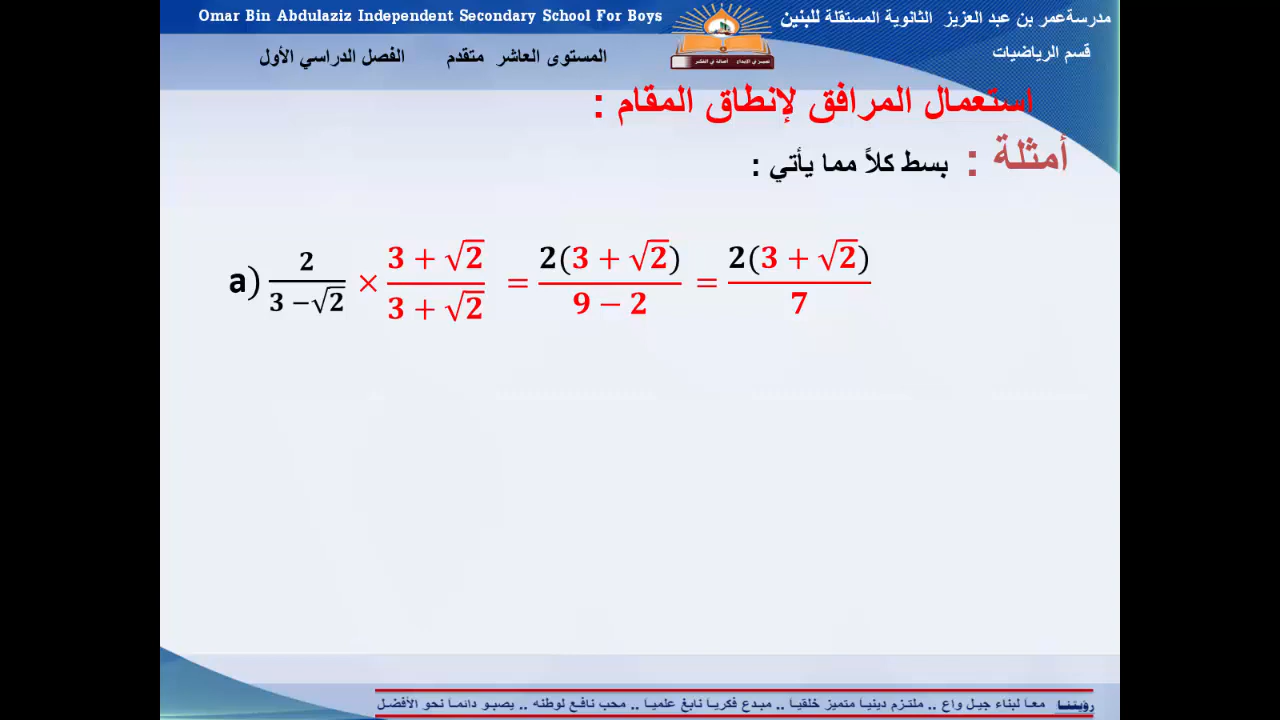 Omar Bin Abdulaziz Independent Secondary School For Boys
مدرسةعمر بن عبد العزيز الثانوية المستقلة للبنين
قسم الرياضيات
المستوى العاشر متقدم الفصل الدراسي الأول
استعمال المرافق لإنطاق المقام :
أمثلة : بسط كلاً مما يأتي :
a) 2/(3 −√2) × (3 + √2)/(3 + √2) = 2(3 + √2)/(9 − 2) = 2(3 + √2)/7
رؤيتنا معا لبناء جيل واع .. ملتزم دينيا متميز خلقيا .. مبدع فكريا نابغ علميا .. محب نافع لوطنه .. يصبو دائما نحو الأفضل